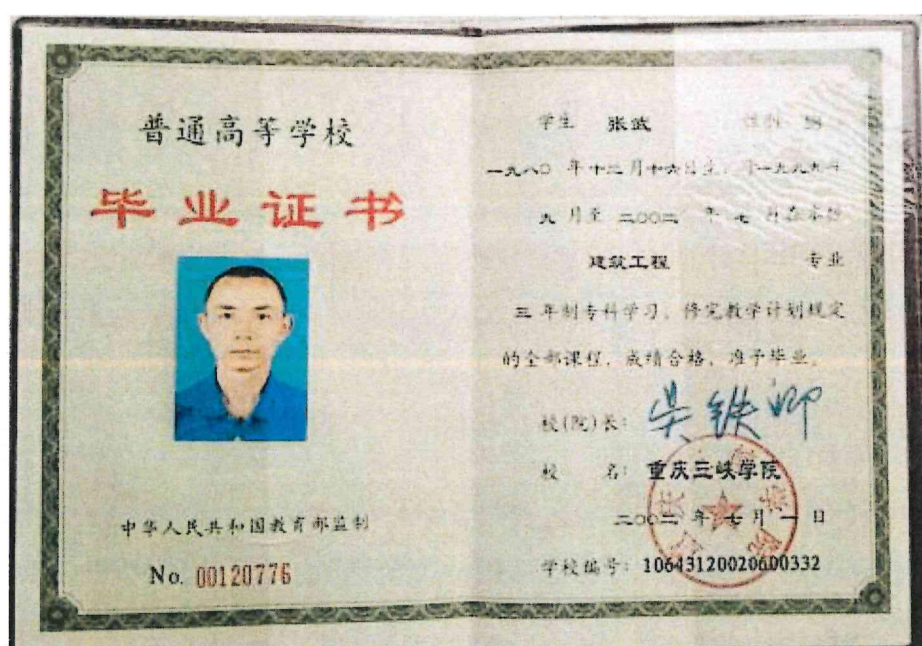 普通高等学校
毕业证书
中华人民共和国教育部监制
No. 00120776
学生 张武 性别
一九八〇 年十二月十六日生,于一九九九年
九 月至 二〇〇二 年 七 月在本校
建筑工程 专业
三 年制专科学习,修完教学计划规定
的全部课程,成绩合格,准予毕业。
校(院)长: 吴铁卿
校 名: 重庆三峡学院
二〇〇二 年 七 月 一 日
学校编号: 10643120020600332